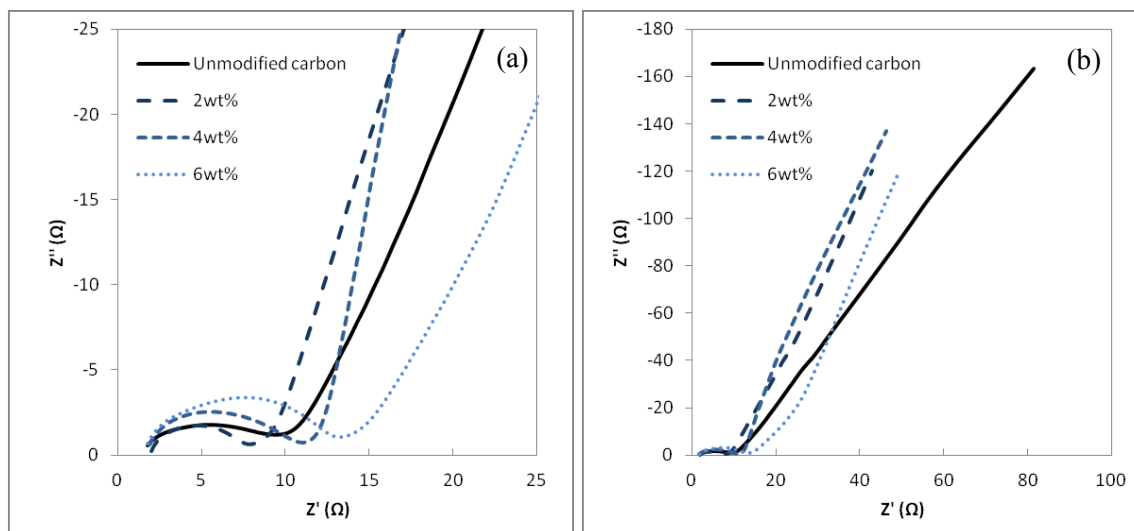 (a)
Unmodified carbon
2wt%
4wt%
6wt%
-25
-20
-15
-10
-5
0
0 5 10 15 20 25
Z'' (Ω)
Z' (Ω)
(b)
Unmodified carbon
2wt%
4wt%
6wt%
-180
-160
-140
-120
-100
-80
-60
-40
-20
0
0 20 40 60 80 100
Z'' (Ω)
Z' (Ω)